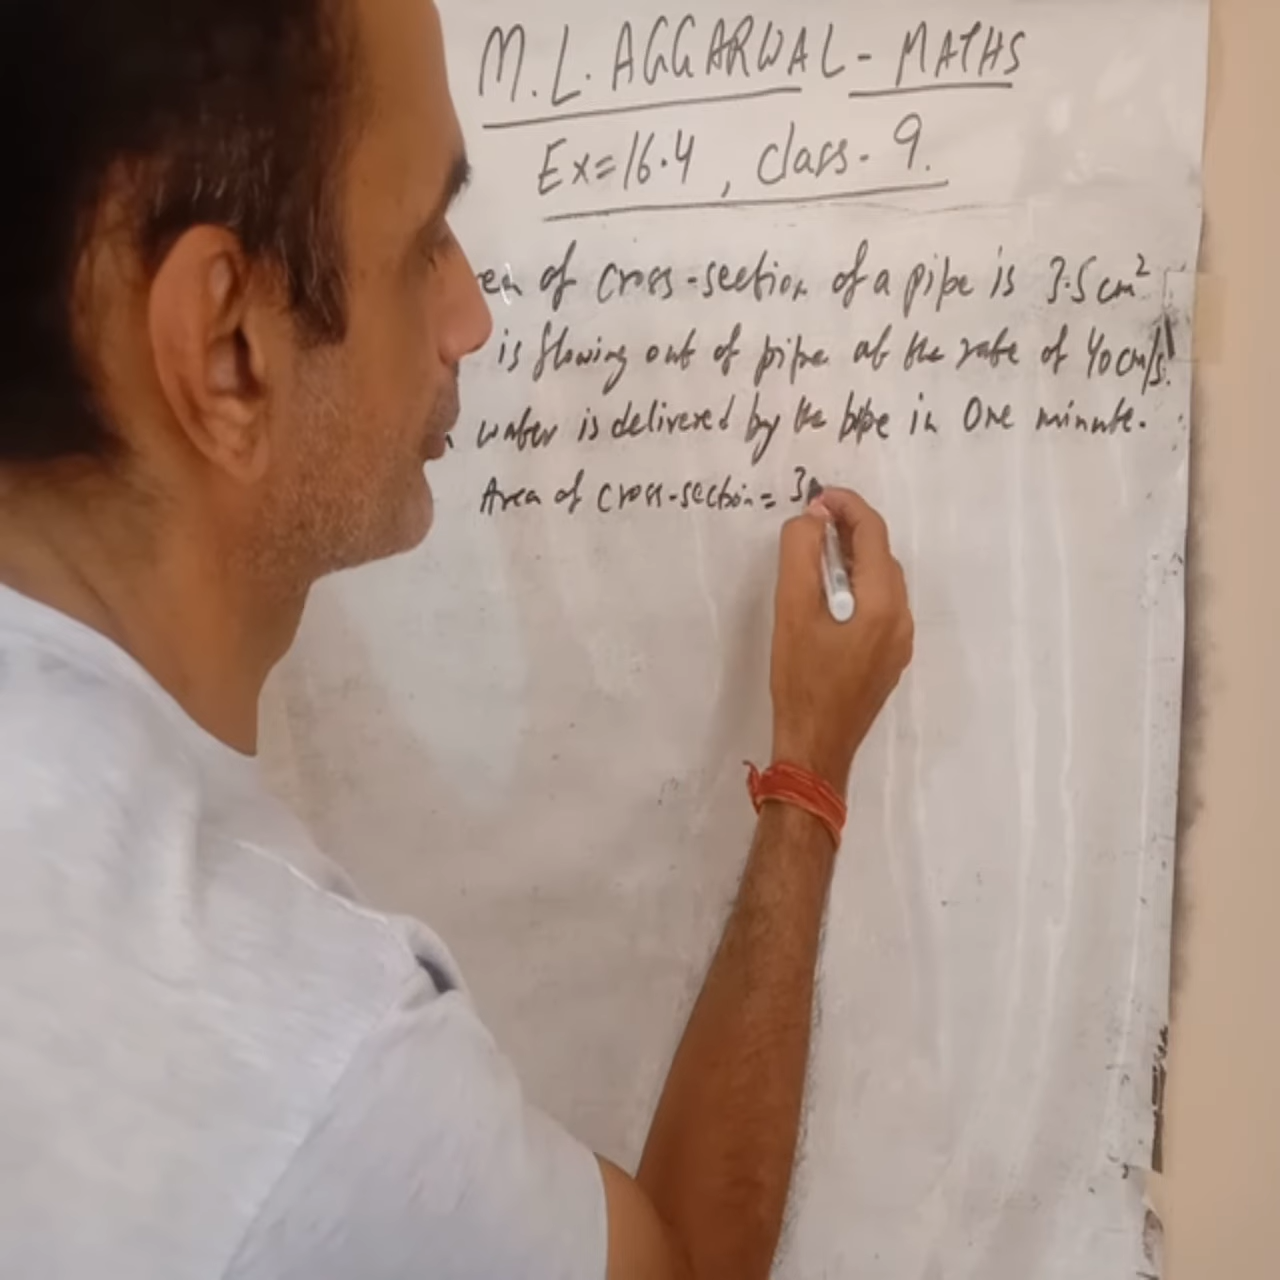 M.L. AGGARWAL - MATHS
Ex=16.4, class-9.
of cross-section of a pipe is 3.5 cm²
is flowing out of pipe at the rate of 40 cm/s.
water is delivered by the pipe in One minute.
Area of cross-section = 3